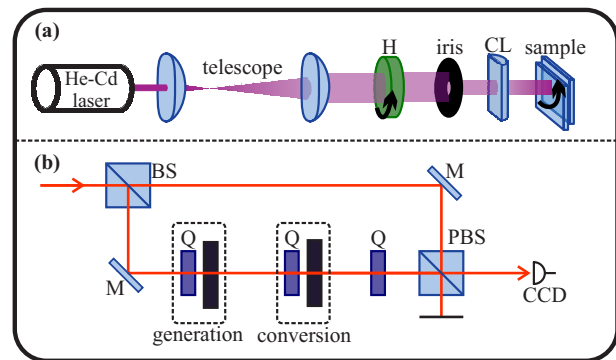 (a)
He-Cd
laser
telescope
H
iris
CL
sample
(b)
BS
M
Q
Q
Q
PBS
M
CCD
generation
conversion